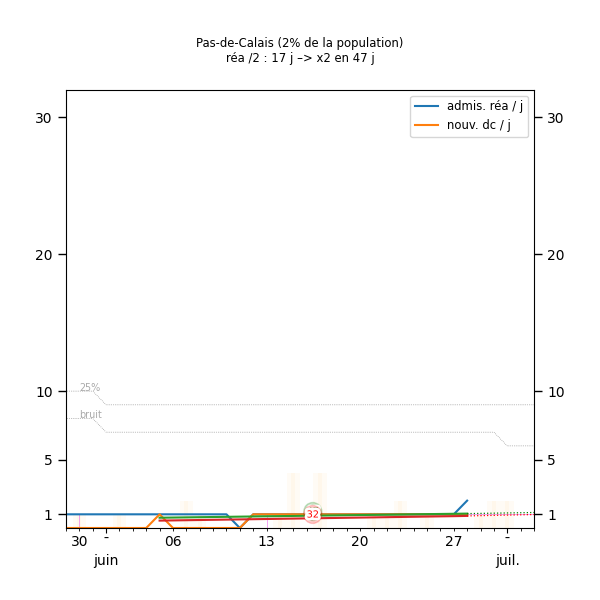 Pas-de-Calais (2% de la population)
réa /2 : 17 j –> x2 en 47 j
admis. réa / j
nouv. dc / j
30
30
20
20
10
10
5
5
1
1
25%
bruit
32
30 - 06 13 20 27 -
juin juil.